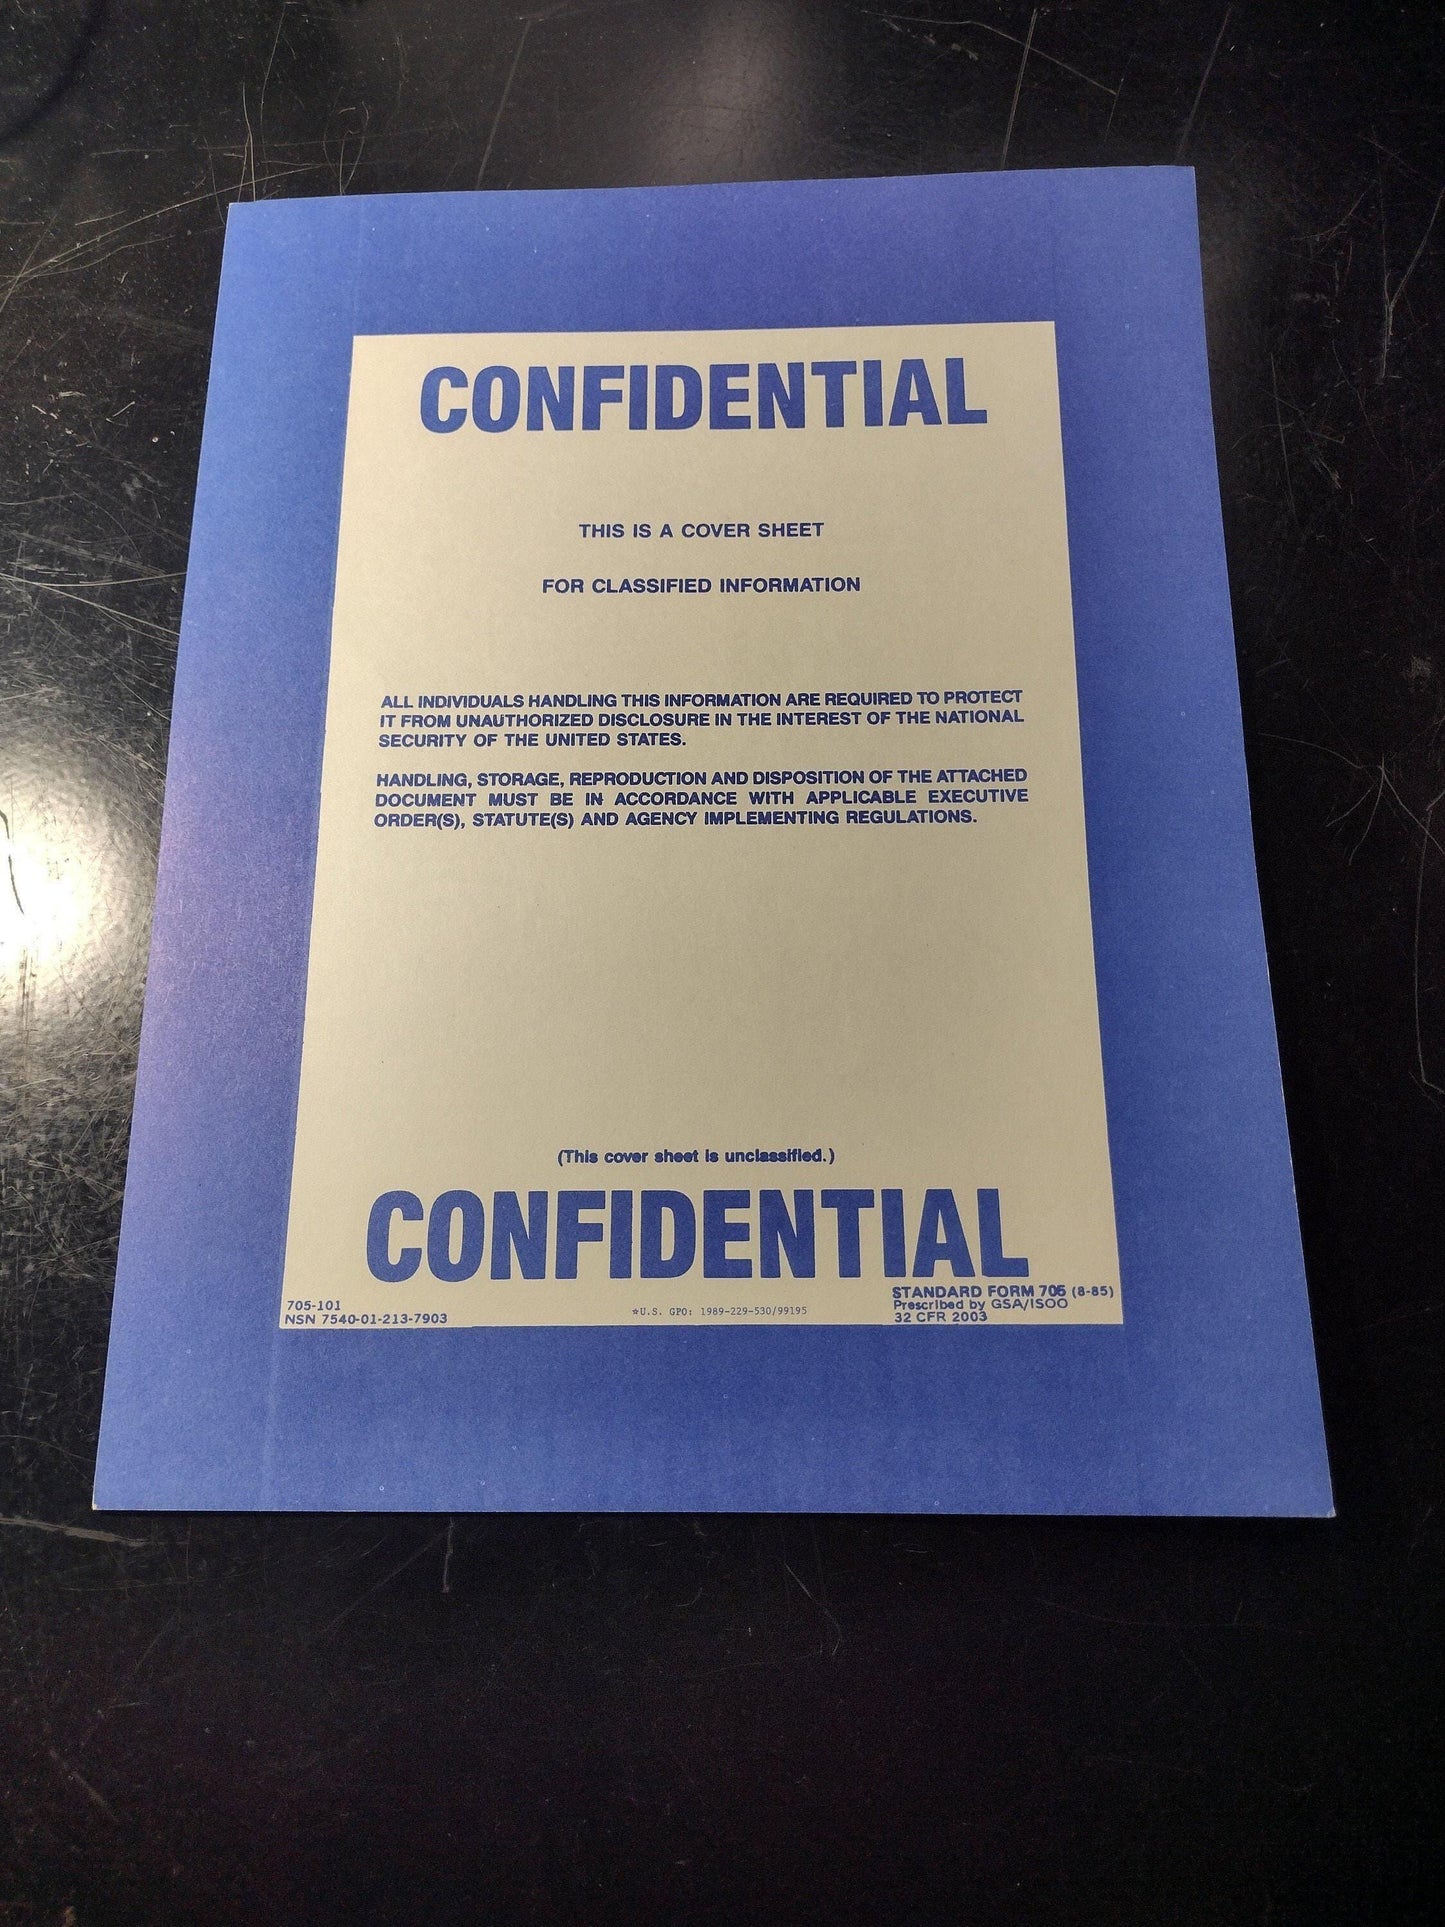 CONFIDENTIAL
THIS IS A COVER SHEET
FOR CLASSIFIED INFORMATION
ALL INDIVIDUALS HANDLING THIS INFORMATION ARE REQUIRED TO PROTECT
IT FROM UNAUTHORIZED DISCLOSURE IN THE INTEREST OF THE NATIONAL
SECURITY OF THE UNITED STATES.
HANDLING, STORAGE, REPRODUCTION AND DISPOSITION OF THE ATTACHED
DOCUMENT MUST BE IN ACCORDANCE WITH APPLICABLE EXECUTIVE
ORDER(S), STATUTE(S) AND AGENCY IMPLEMENTING REGULATIONS.
(This cover sheet is unclassified.)
CONFIDENTIAL
705-101
NSN 7540-01-213-7903
☆U.S. GPO: 1989-229-530/99195
STANDARD FORM 705 (8-85)
Prescribed by GSA/ISOO
32 CFR 2003